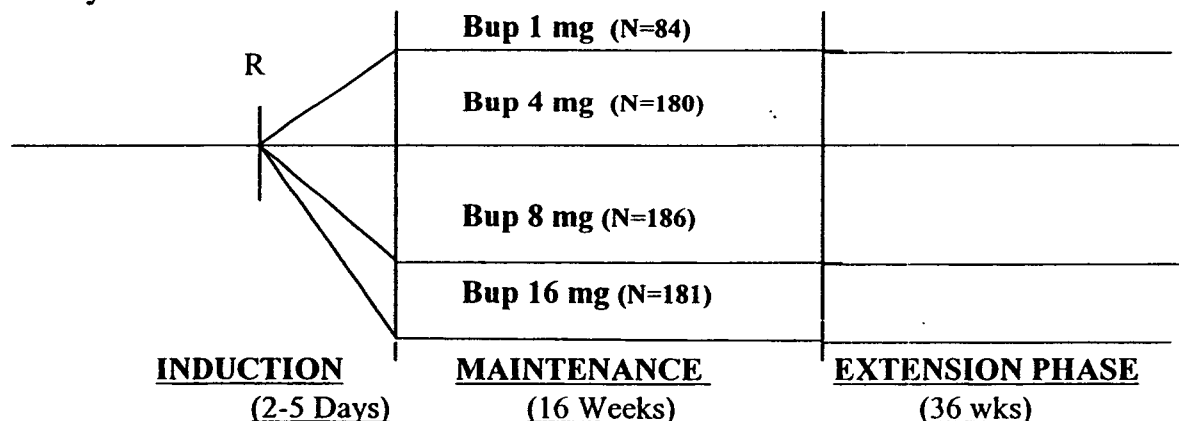 Bup 1 mg (N=84)
R
Bup 4 mg (N=180)
Bup 8 mg (N=186)
Bup 16 mg (N=181)
INDUCTION MAINTENANCE EXTENSION PHASE
(2-5 Days) (16 Weeks) (36 wks)